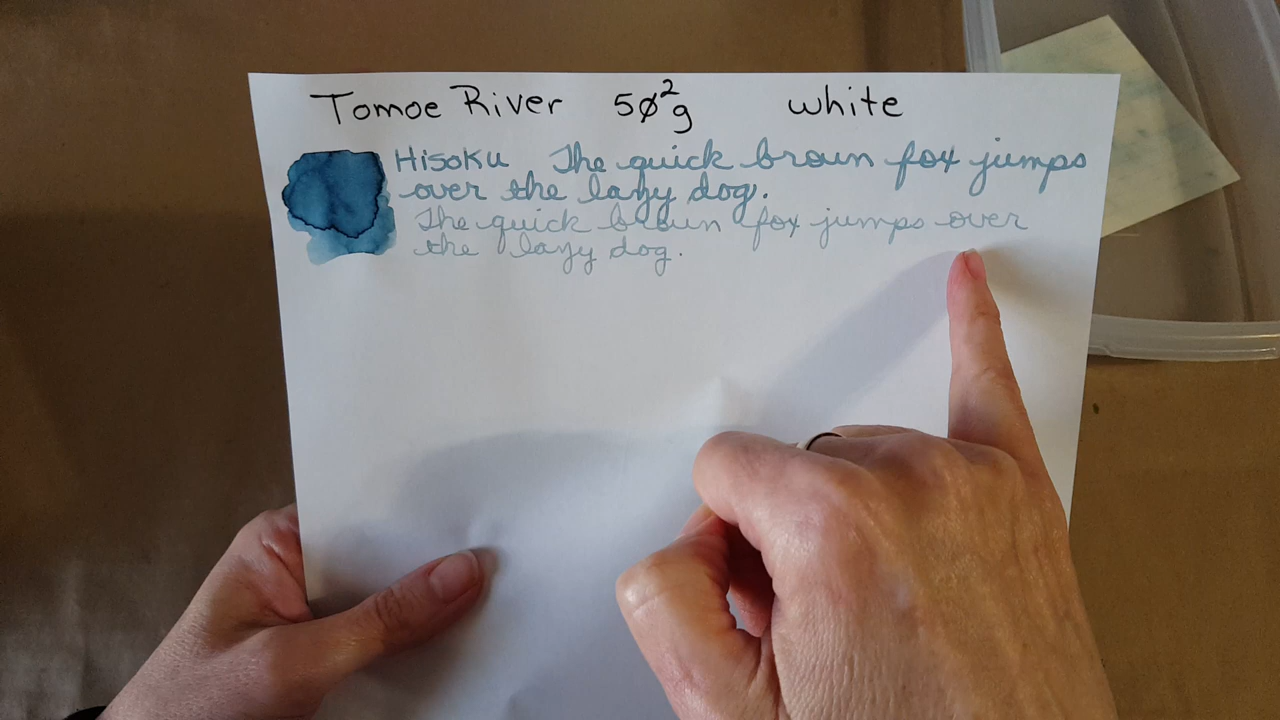 Tomoe River 5Ø²g white
Hisoku The quick brown fox jumps
over the lazy dog.
The quick brown fox jumps over
the lazy dog.